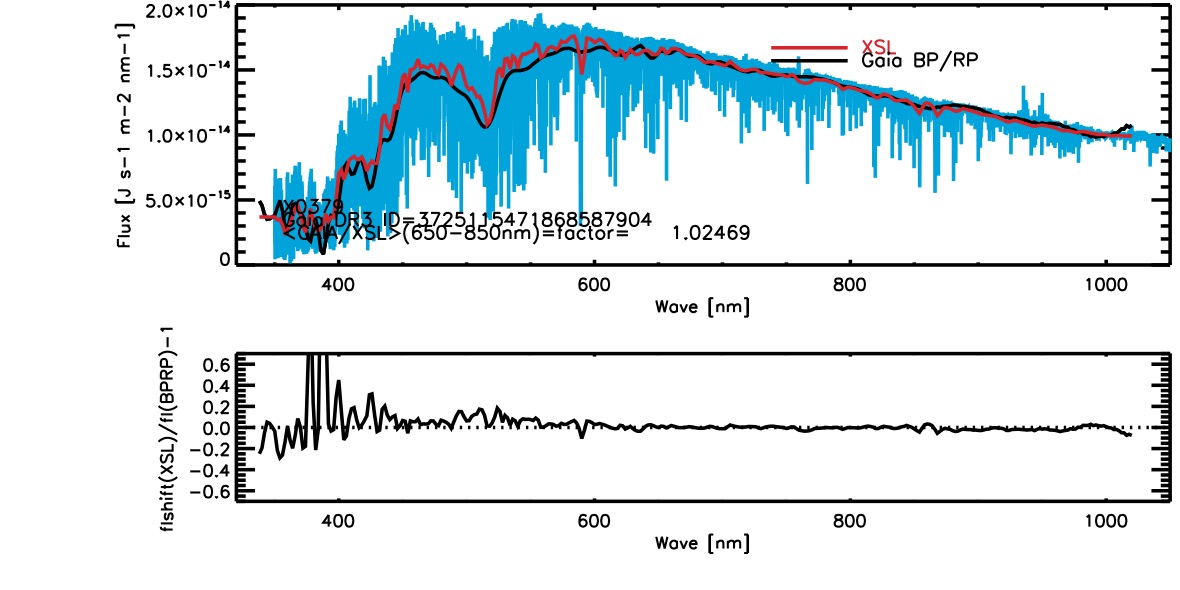 2.0×10−14
1.5×10−14
1.0×10−14
5.0×10−15
0
Flux [J s−1 m−2 nm−1]
XSL
Gaia BP/RP
X0379
Gaia DR3 ID=3725115471868587904
<GAIA/XSL>(650−850nm)=factor= 1.02469
400 600 800 1000
Wave [nm]
flshift(XSL)/fl(BPRP)−1
0.6
0.4
0.2
0.0
−0.2
−0.4
−0.6
400 600 800 1000
Wave [nm]